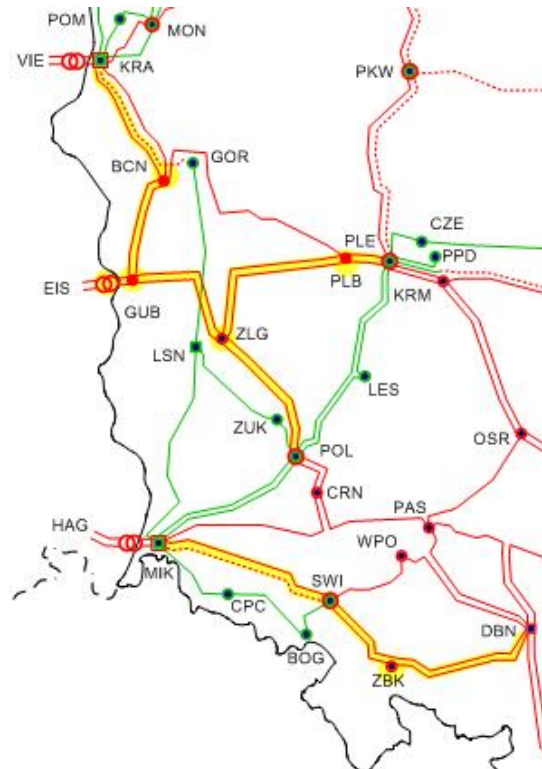 POM
MON
VIE
KRA
PKW
BCN
GOR
CZE
PLE
PPD
EIS
PLB
KRM
GUB
ZLG
LSN
LES
ZUK
OSR
POL
CRN
PAS
HAG
WPO
MIK
SWI
CPC
DBN
BOG
ZBK